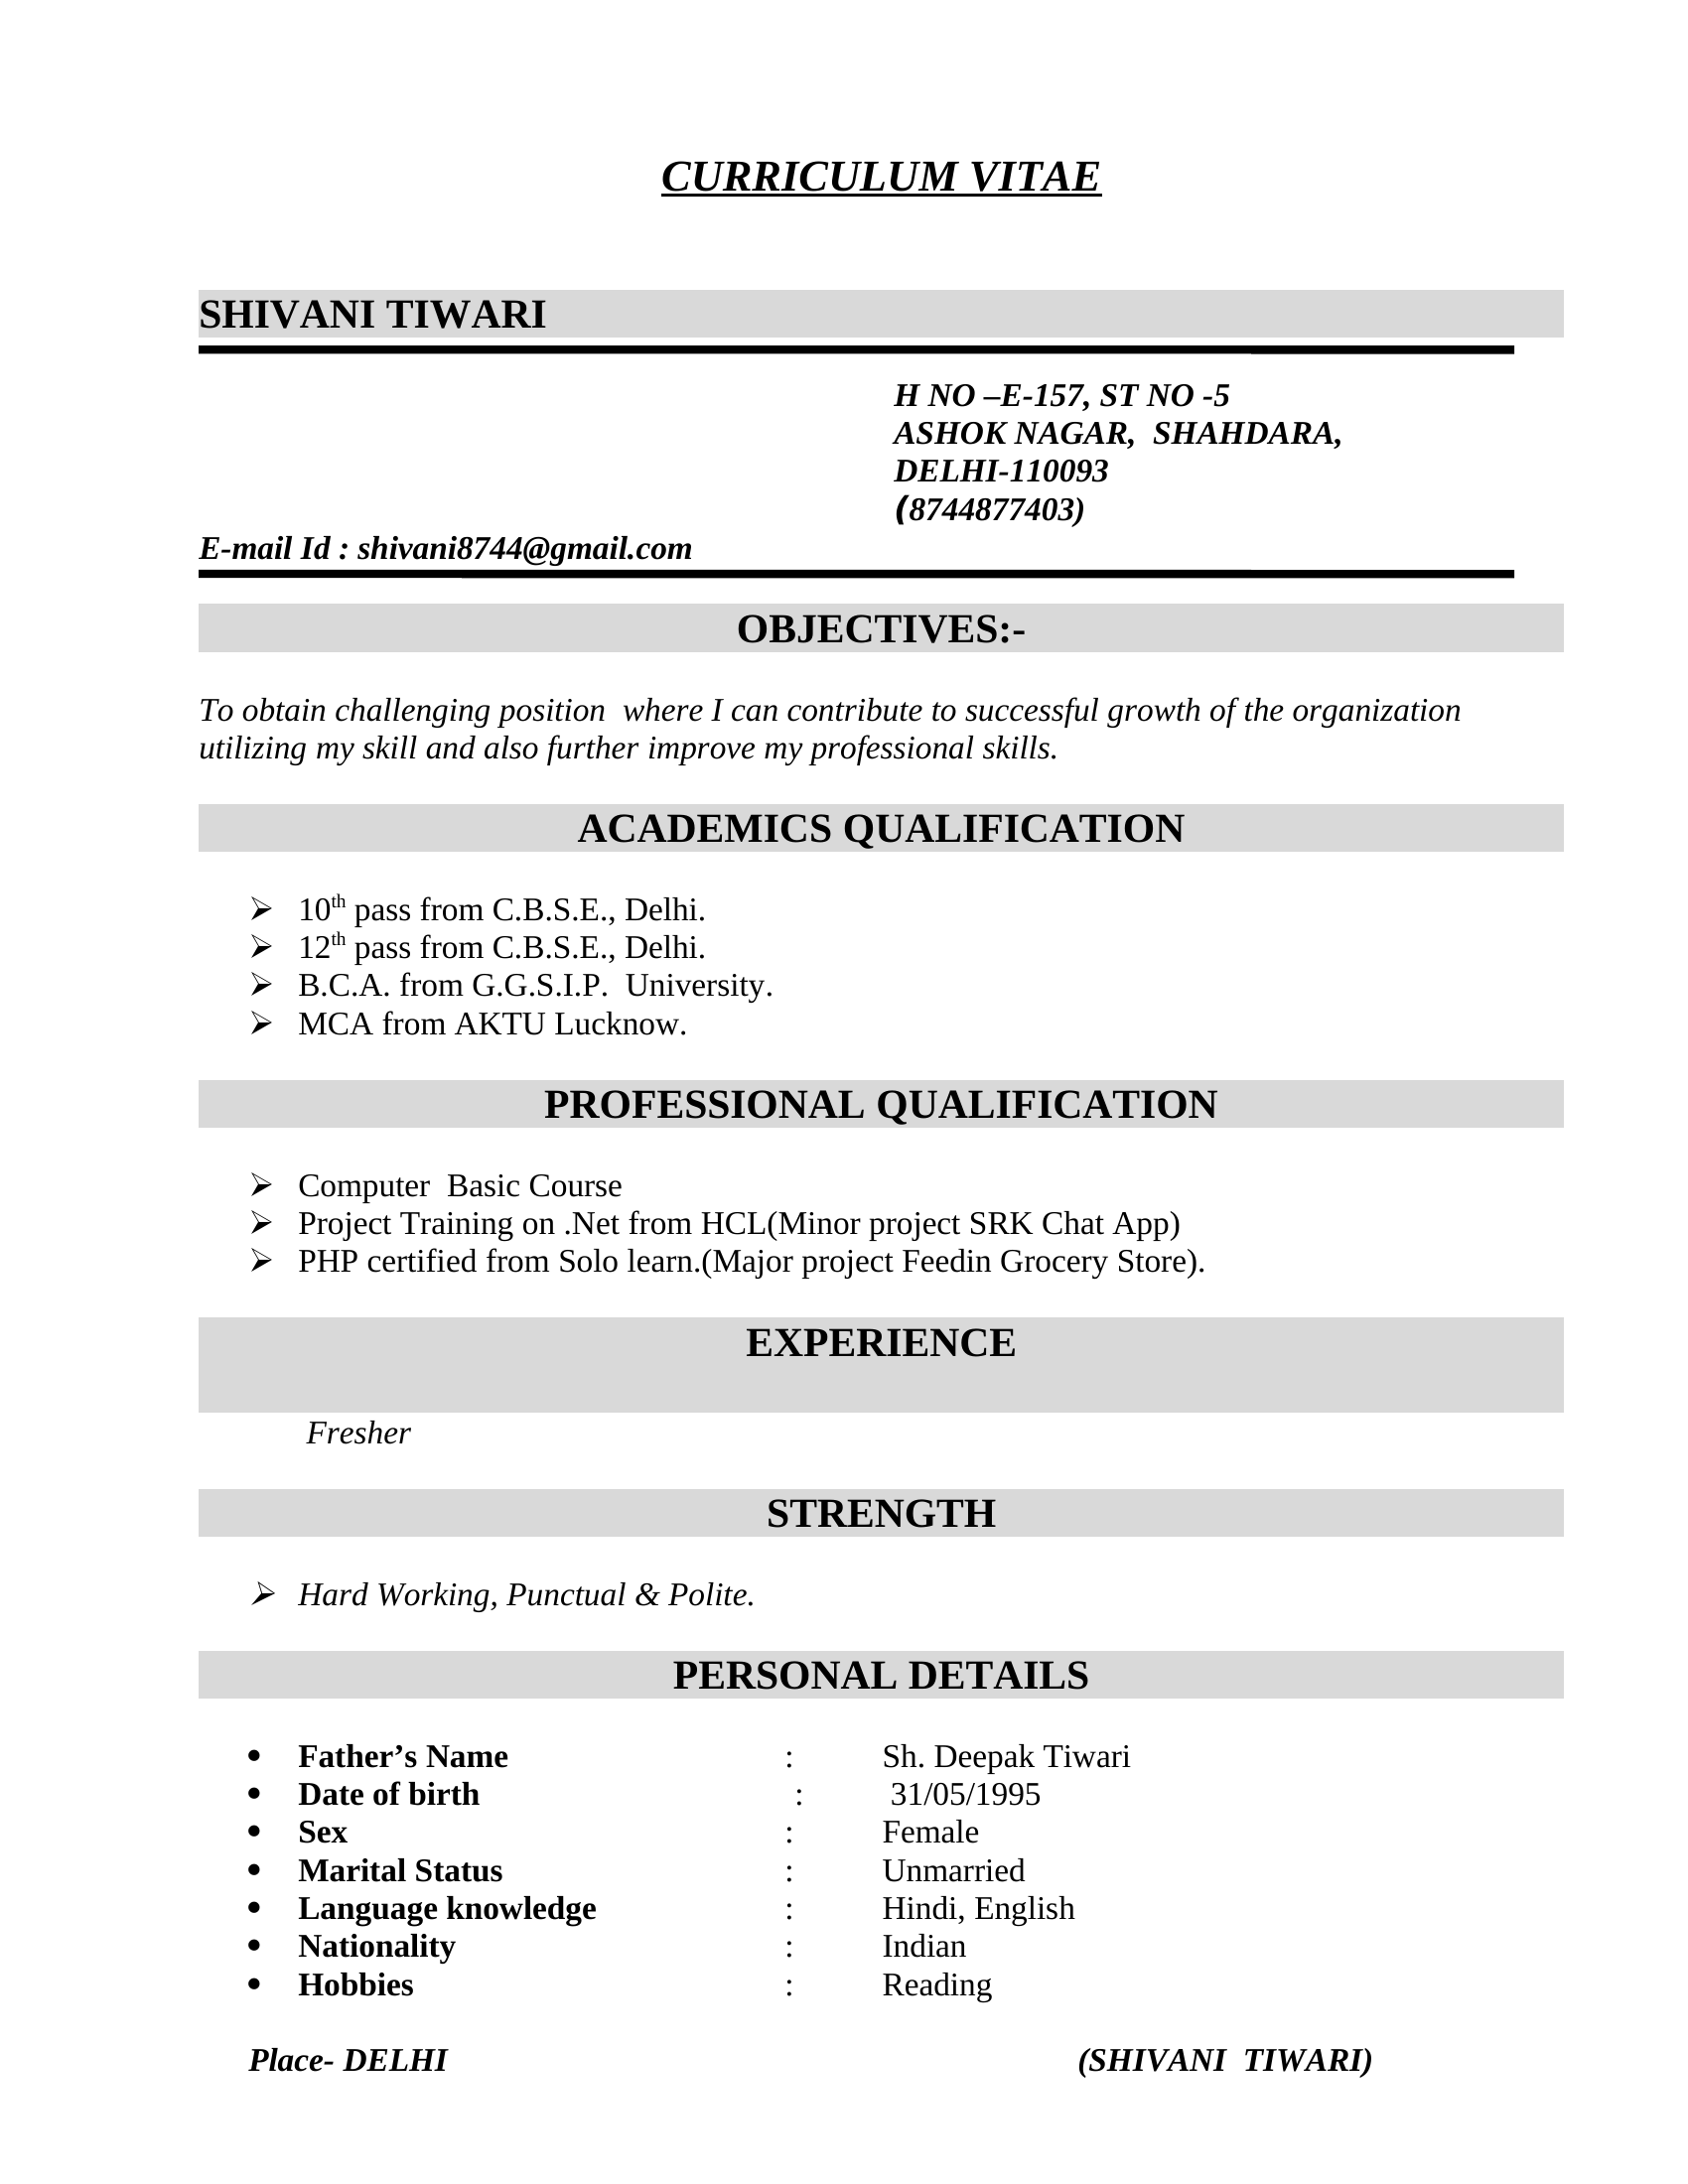 CURRICULUM VITAE
SHIVANI TIWARI
H NO –E-157, ST NO -5
ASHOK NAGAR,  SHAHDARA,
DELHI-110093
(8744877403)
E-mail Id : shivani8744@gmail.com
OBJECTIVES:-
To obtain challenging position  where I can contribute to successful growth of the organization
utilizing my skill and also further improve my professional skills.
ACADEMICS QUALIFICATION
➢ 10th pass from C.B.S.E., Delhi.
➢ 12th pass from C.B.S.E., Delhi.
➢ B.C.A. from G.G.S.I.P.  University.
➢ MCA from AKTU Lucknow.
PROFESSIONAL QUALIFICATION
➢ Computer  Basic Course
➢ Project Training on .Net from HCL(Minor project SRK Chat App)
➢ PHP certified from Solo learn.(Major project Feedin Grocery Store).
EXPERIENCE
Fresher
STRENGTH
➢ Hard Working, Punctual & Polite.
PERSONAL DETAILS
• Father’s Name : Sh. Deepak Tiwari
• Date of birth : 31/05/1995
• Sex : Female
• Marital Status : Unmarried
• Language knowledge : Hindi, English
• Nationality : Indian
• Hobbies : Reading
Place- DELHI (SHIVANI  TIWARI)